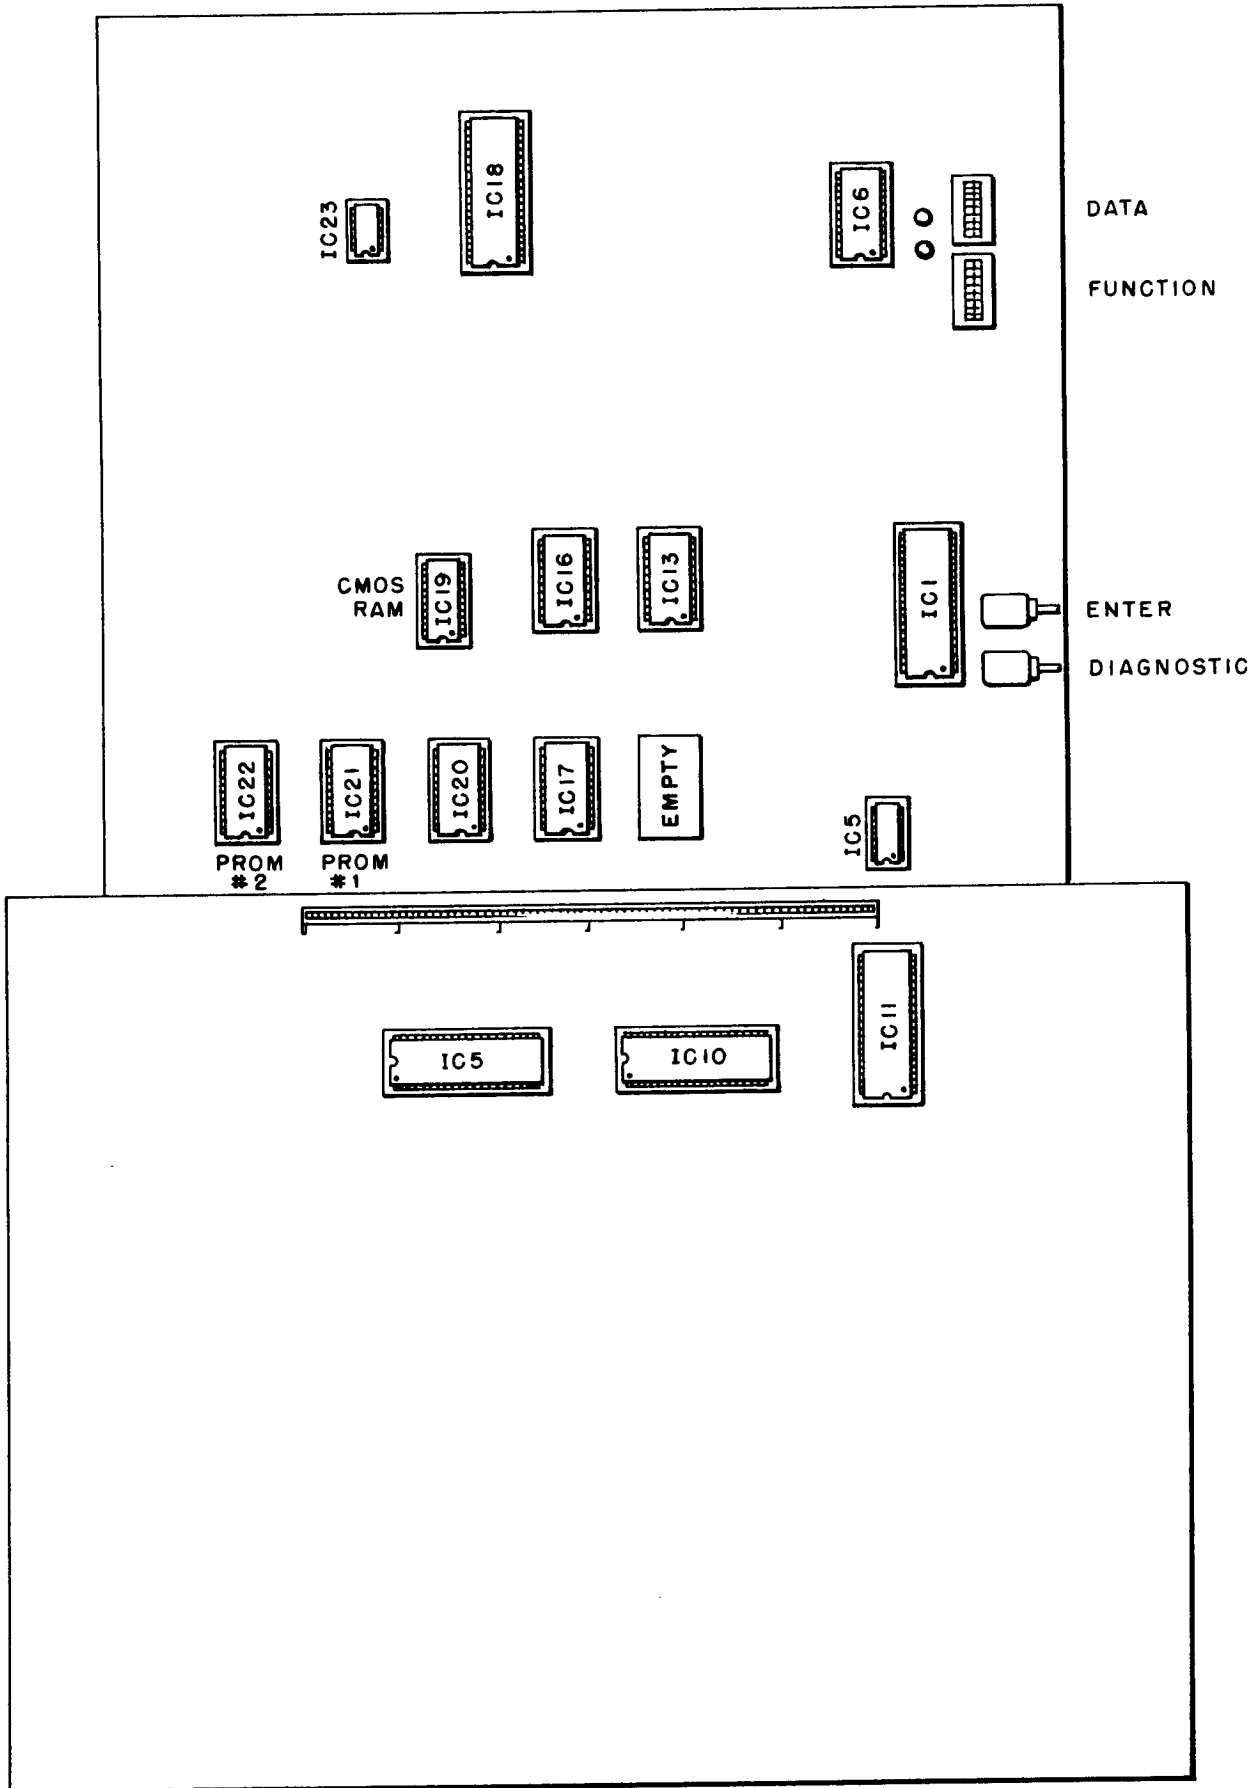 IC18
IC23
IC6
DATA
FUNCTION
CMOS
RAM
IC19
IC16
IC13
IC1
ENTER
DIAGNOSTIC
IC22
IC21
IC20
IC17
EMPTY
IC5
PROM
#2
PROM
#1
IC11
IC5
IC10